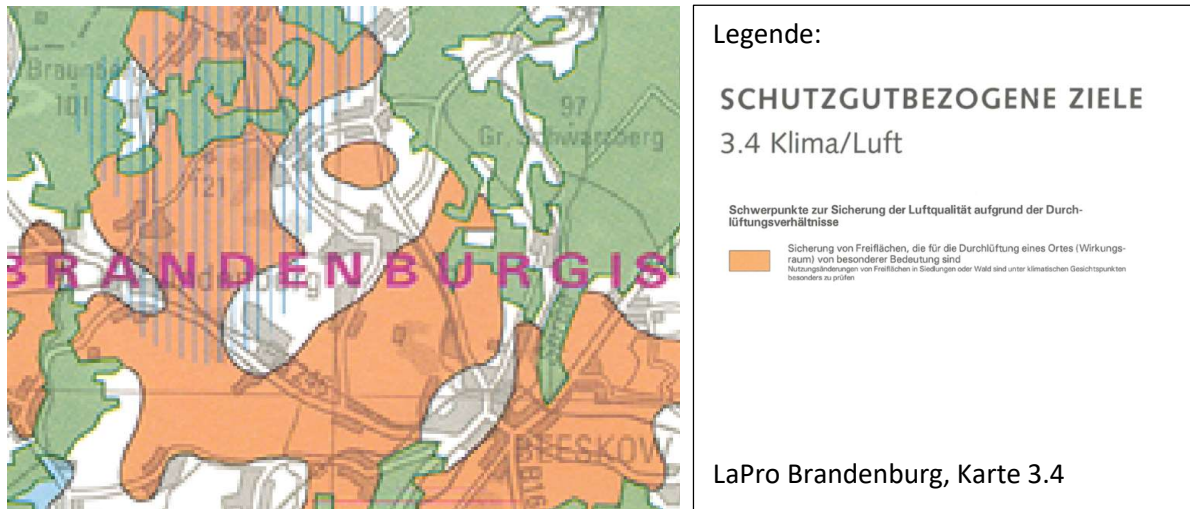 Braunsberg
101
121
97
Gr. Schwarzberg
BRANDENBURGIS
BEESKOW
B16
Legende:
SCHUTZGUTBEZOGENE ZIELE
3.4 Klima/Luft
Schwerpunkte zur Sicherung der Luftqualität aufgrund der Durch-
lüftungsverhältnisse
Sicherung von Freiflächen, die für die Durchlüftung eines Ortes (Wirkungs-
raum) von besonderer Bedeutung sind
Nutzungsänderungen von Freiflächen in Siedlungen oder Wald sind unter klimatischen Gesichtspunkten
besonders zu prüfen
LaPro Brandenburg, Karte 3.4